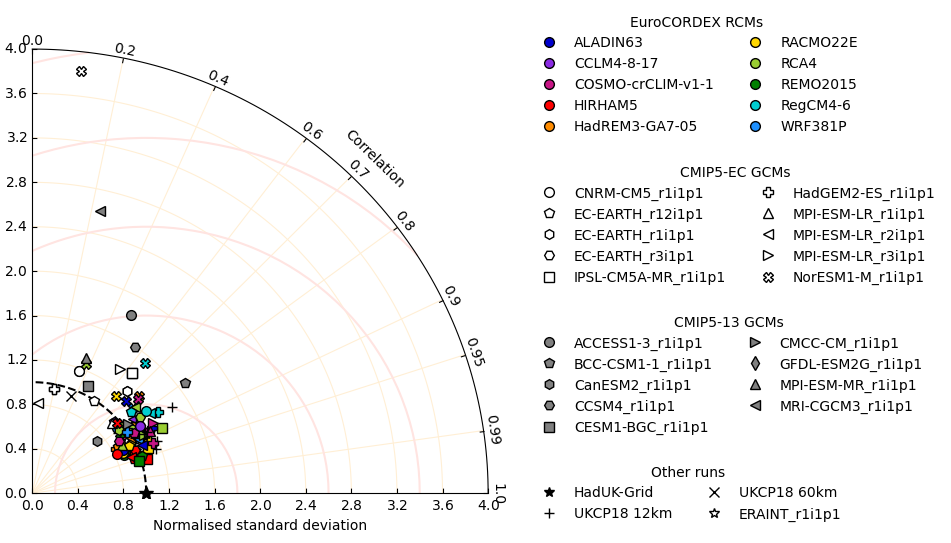 EuroCORDEX RCMs
ALADIN63 RACMO22E
CCLM4-8-17 RCA4
COSMO-crCLIM-v1-1 REMO2015
HIRHAM5 RegCM4-6
HadREM3-GA7-05 WRF381P
CMIP5-EC GCMs
CNRM-CM5_r1i1p1 HadGEM2-ES_r1i1p1
EC-EARTH_r12i1p1 MPI-ESM-LR_r1i1p1
EC-EARTH_r1i1p1 MPI-ESM-LR_r2i1p1
EC-EARTH_r3i1p1 MPI-ESM-LR_r3i1p1
IPSL-CM5A-MR_r1i1p1 NorESM1-M_r1i1p1
CMIP5-13 GCMs
ACCESS1-3_r1i1p1 CMCC-CM_r1i1p1
BCC-CSM1-1_r1i1p1 GFDL-ESM2G_r1i1p1
CanESM2_r1i1p1 MPI-ESM-MR_r1i1p1
CCSM4_r1i1p1 MRI-CGCM3_r1i1p1
CESM1-BGC_r1i1p1
Other runs
HadUK-Grid UKCP18 60km
UKCP18 12km ERAINT_r1i1p1
4.0
3.6
3.2
2.8
2.4
2.0
1.6
1.2
0.8
0.4
0.0
0.0 0.4 0.8 1.2 1.6 2.0 2.4 2.8 3.2 3.6 4.0
Normalised standard deviation
0.0
0.2
0.4
0.6
Correlation
0.7
0.8
0.9
0.95
0.99
1.0